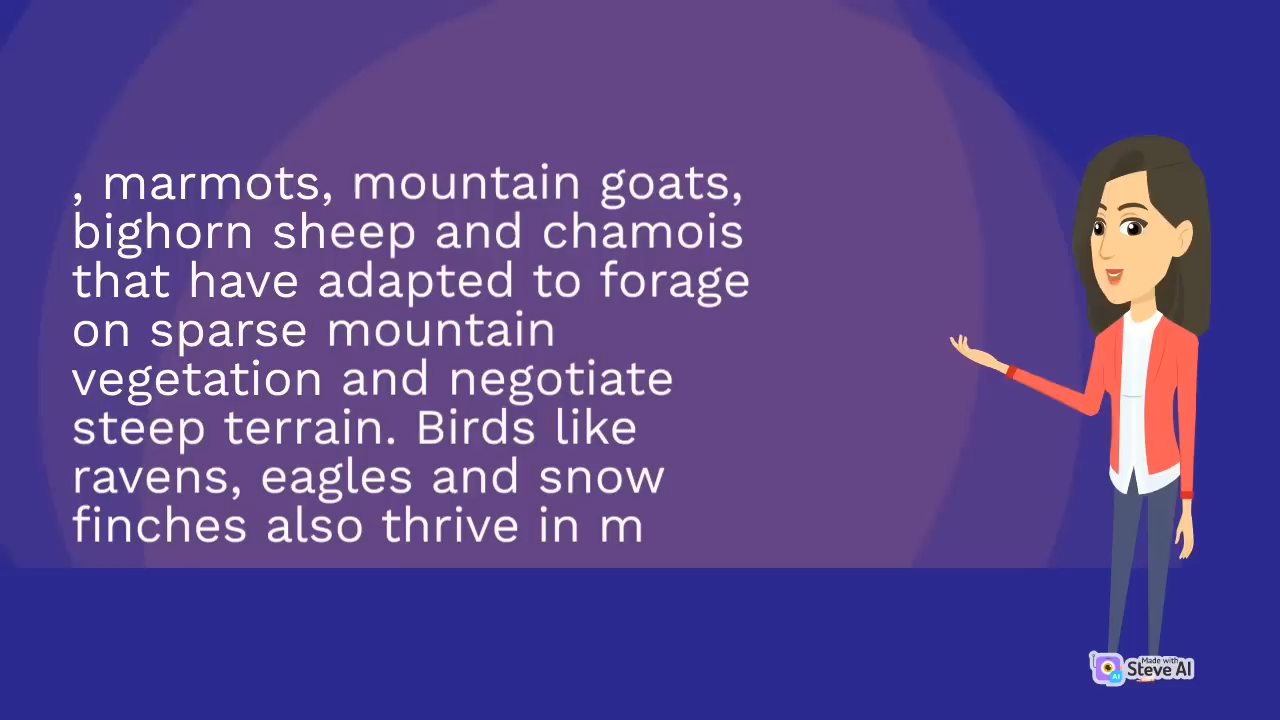 , marmots, mountain goats,
bighorn sheep and chamois
that have adapted to forage
on sparse mountain
vegetation and negotiate
steep terrain. Birds like
ravens, eagles and snow
finches also thrive in m
Made with
Steve AI
AI